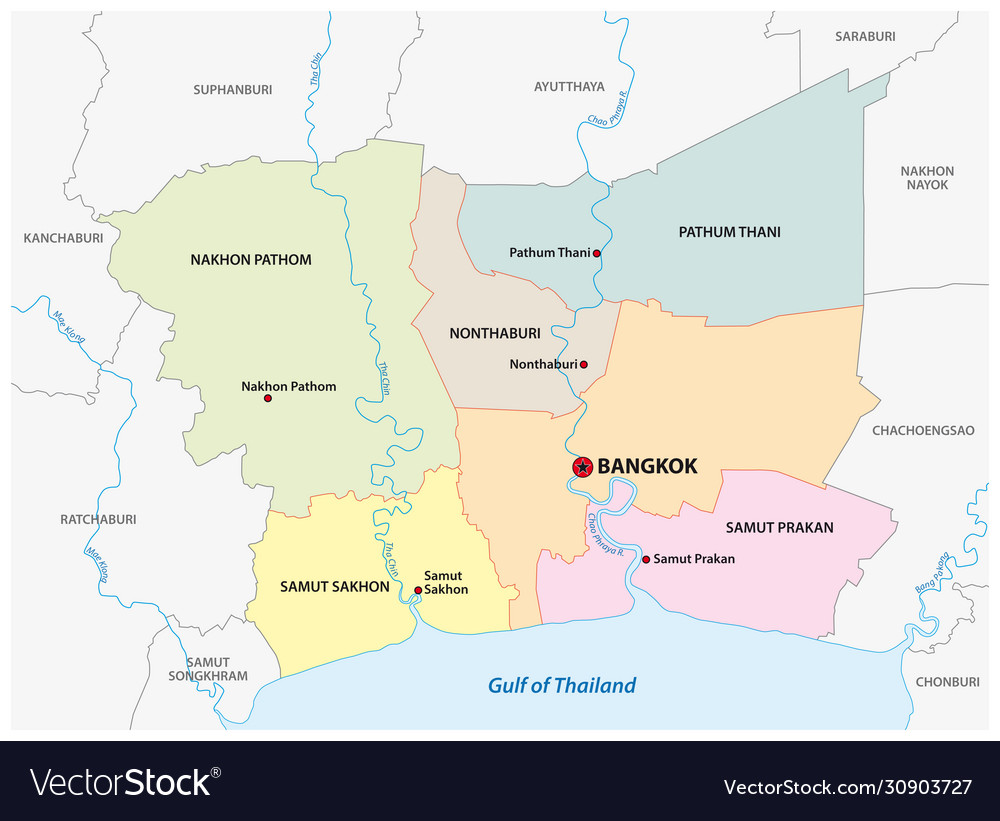 SARABURI
SUPHANBURI
Tha Chin
AYUTTHAYA
Chao Phraya R.
NAKHON
NAYOK
KANCHABURI
NAKHON PATHOM
PATHUM THANI
Pathum Thani
Mae Klong
NONTHABURI
Nonthaburi
Tha Chin
Nakhon Pathom
CHACHOENGSAO
BANGKOK
RATCHABURI
Mae Klong
Chao Phraya R.
SAMUT PRAKAN
Samut Prakan
Tha Chin
SAMUT SAKHON
Samut
Sakhon
Bang Pakong
SAMUT
SONGKHRAM
Gulf of Thailand
CHONBURI
VectorStock®
VectorStock.com/30903727